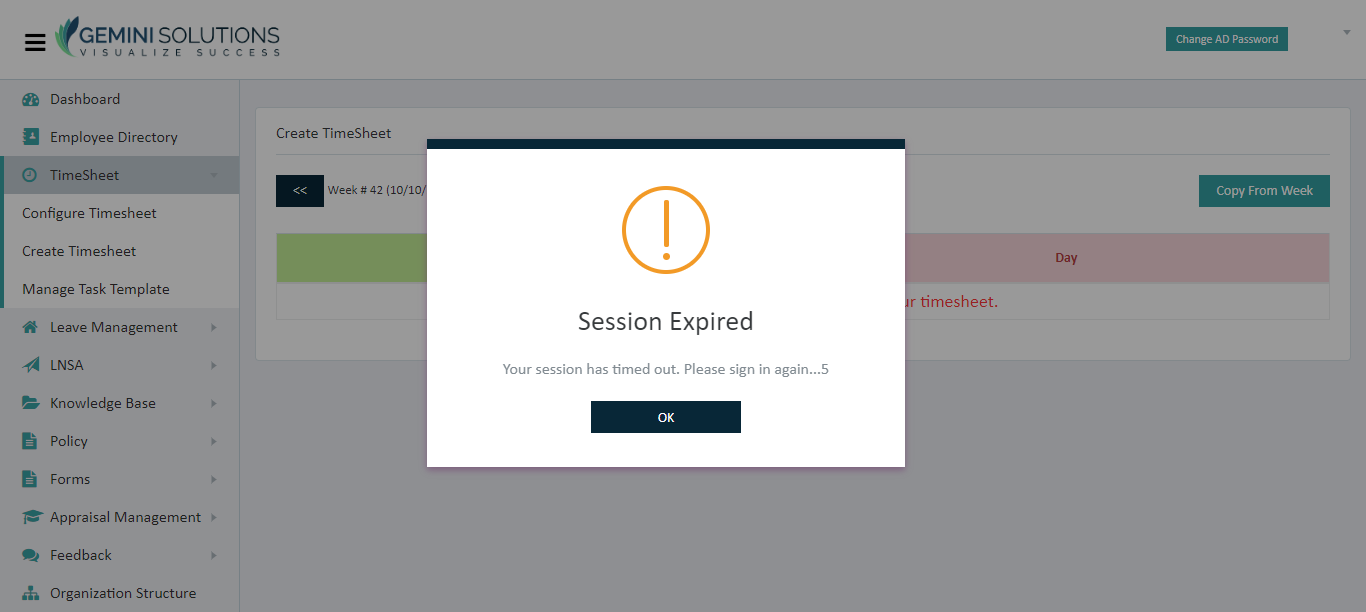 GEMINI SOLUTIONS
VISUALIZE SUCCESS
Change AD Password
Dashboard
Employee Directory
TimeSheet
Configure Timesheet
Create Timesheet
Manage Task Template
Leave Management
LNSA
Knowledge Base
Policy
Forms
Appraisal Management
Feedback
Organization Structure
Create TimeSheet
<< Week # 42 (10/10/
Copy From Week
Day
timesheet.
Session Expired
Your session has timed out. Please sign in again...5
OK